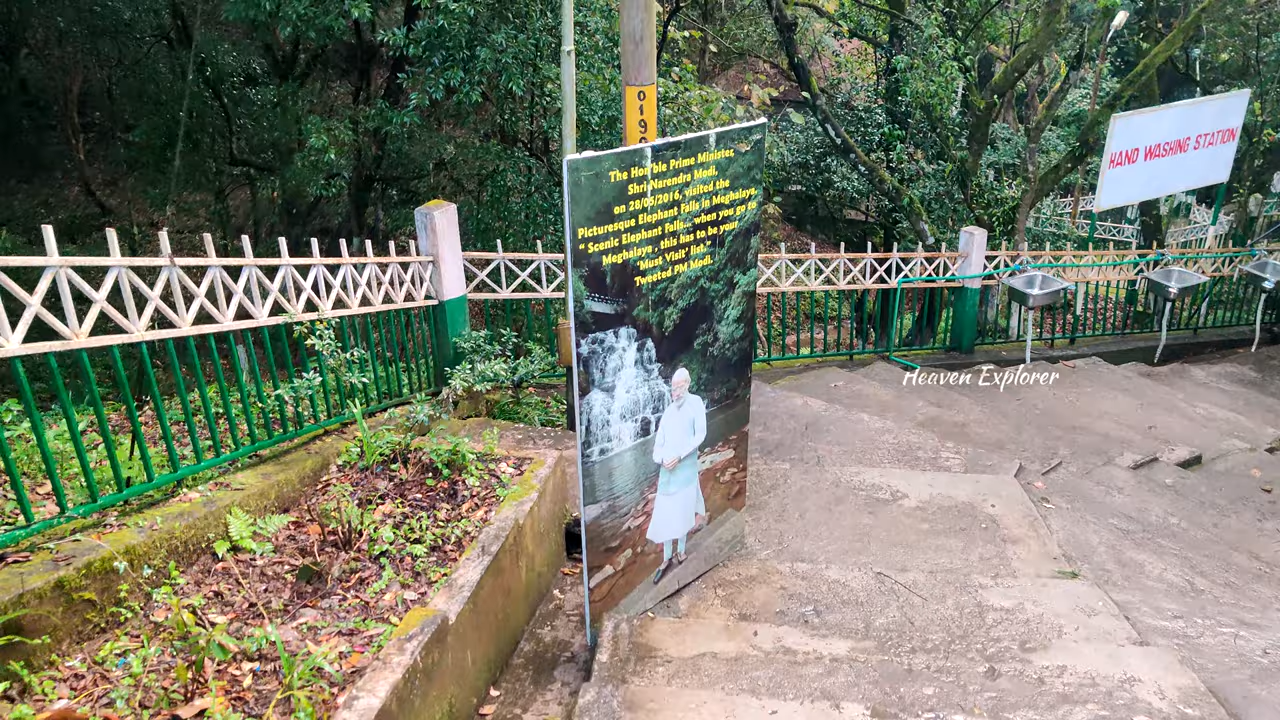 019
The Hon'ble Prime Minister,
Shri Narendra Modi,
on 28/05/2016, visited the
Picturesque Elephant Falls in Meghalaya.
“ Scenic Elephant Falls... when you go to
Meghalaya , this has to be your
'Must Visit' list.”
Tweeted PM Modi.
HAND WASHING STATION
Heaven Explorer